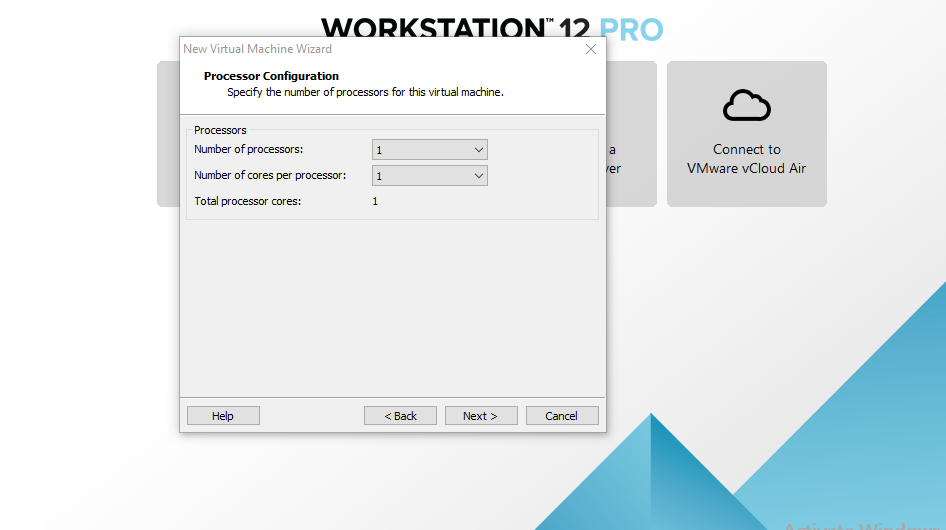 WORKSTATION™ 12 PRO
New Virtual Machine Wizard
Processor Configuration
Specify the number of processors for this virtual machine.
Processors
Number of processors: 1
Number of cores per processor: 1
Total processor cores: 1
Help
< Back
Next >
Cancel
a
ver
Connect to
VMware vCloud Air
Activate Windows